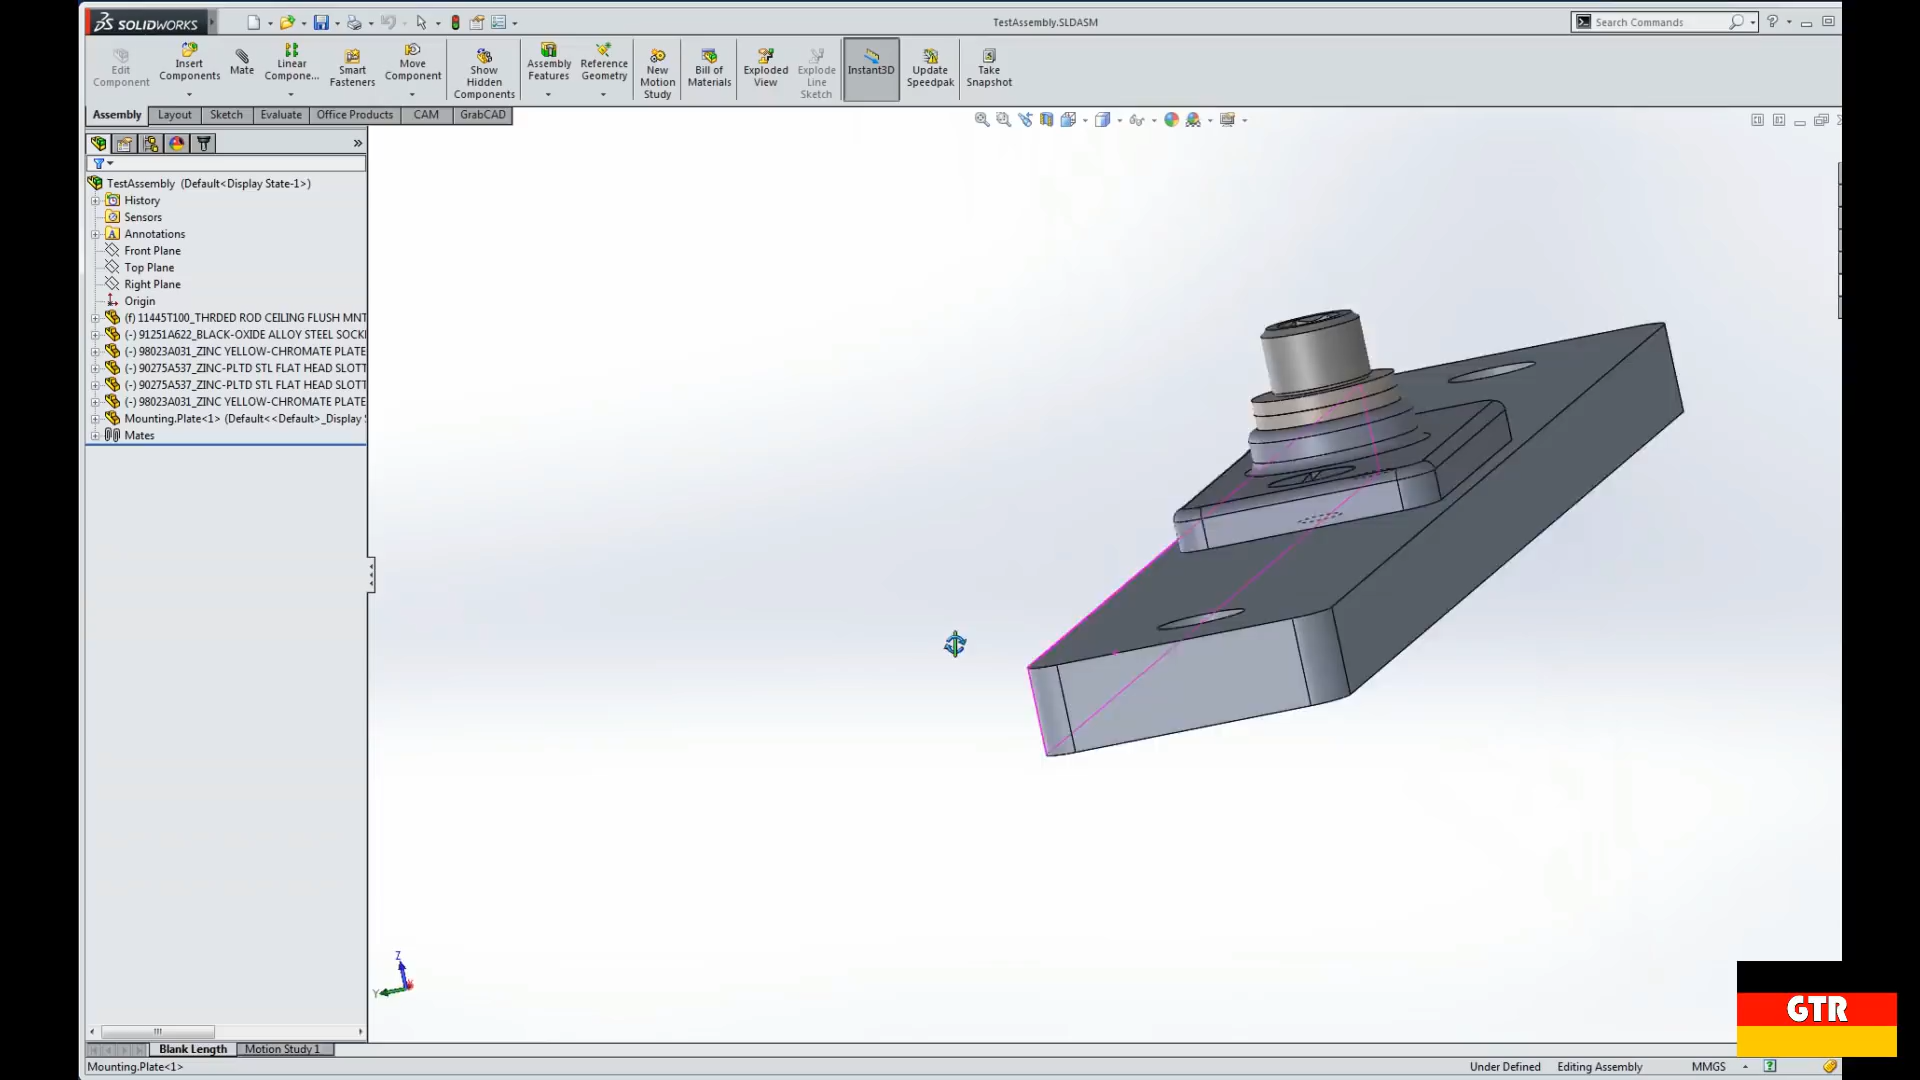 SOLIDWORKS
TestAssembly.SLDASM
Search Commands
Edit Component
Insert Components
Mate
Linear Compone...
Smart Fasteners
Move Component
Show Hidden Components
Assembly Features
Reference Geometry
New Motion Study
Bill of Materials
Exploded View
Explode Line Sketch
Instant3D
Update Speedpak
Take Snapshot
Assembly
Layout
Sketch
Evaluate
Office Products
CAM
GrabCAD
TestAssembly (Default<Display State-1>)
History
Sensors
Annotations
Front Plane
Top Plane
Right Plane
Origin
(f) 11445T100_THRDED ROD CEILING FLUSH MNT
(-) 91251A622_BLACK-OXIDE ALLOY STEEL SOCK
(-) 98023A031_ZINC YELLOW-CHROMATE PLATE
(-) 90275A537_ZINC-PLTD STL FLAT HEAD SLOTT
(-) 90275A537_ZINC-PLTD STL FLAT HEAD SLOTT
(-) 98023A031_ZINC YELLOW-CHROMATE PLATE
Mounting.Plate<1> (Default<<Default>_Display
Mates
Z
Y
GTR
Blank Length
Motion Study 1
Mounting.Plate<1>
Under Defined
Editing Assembly
MMGS